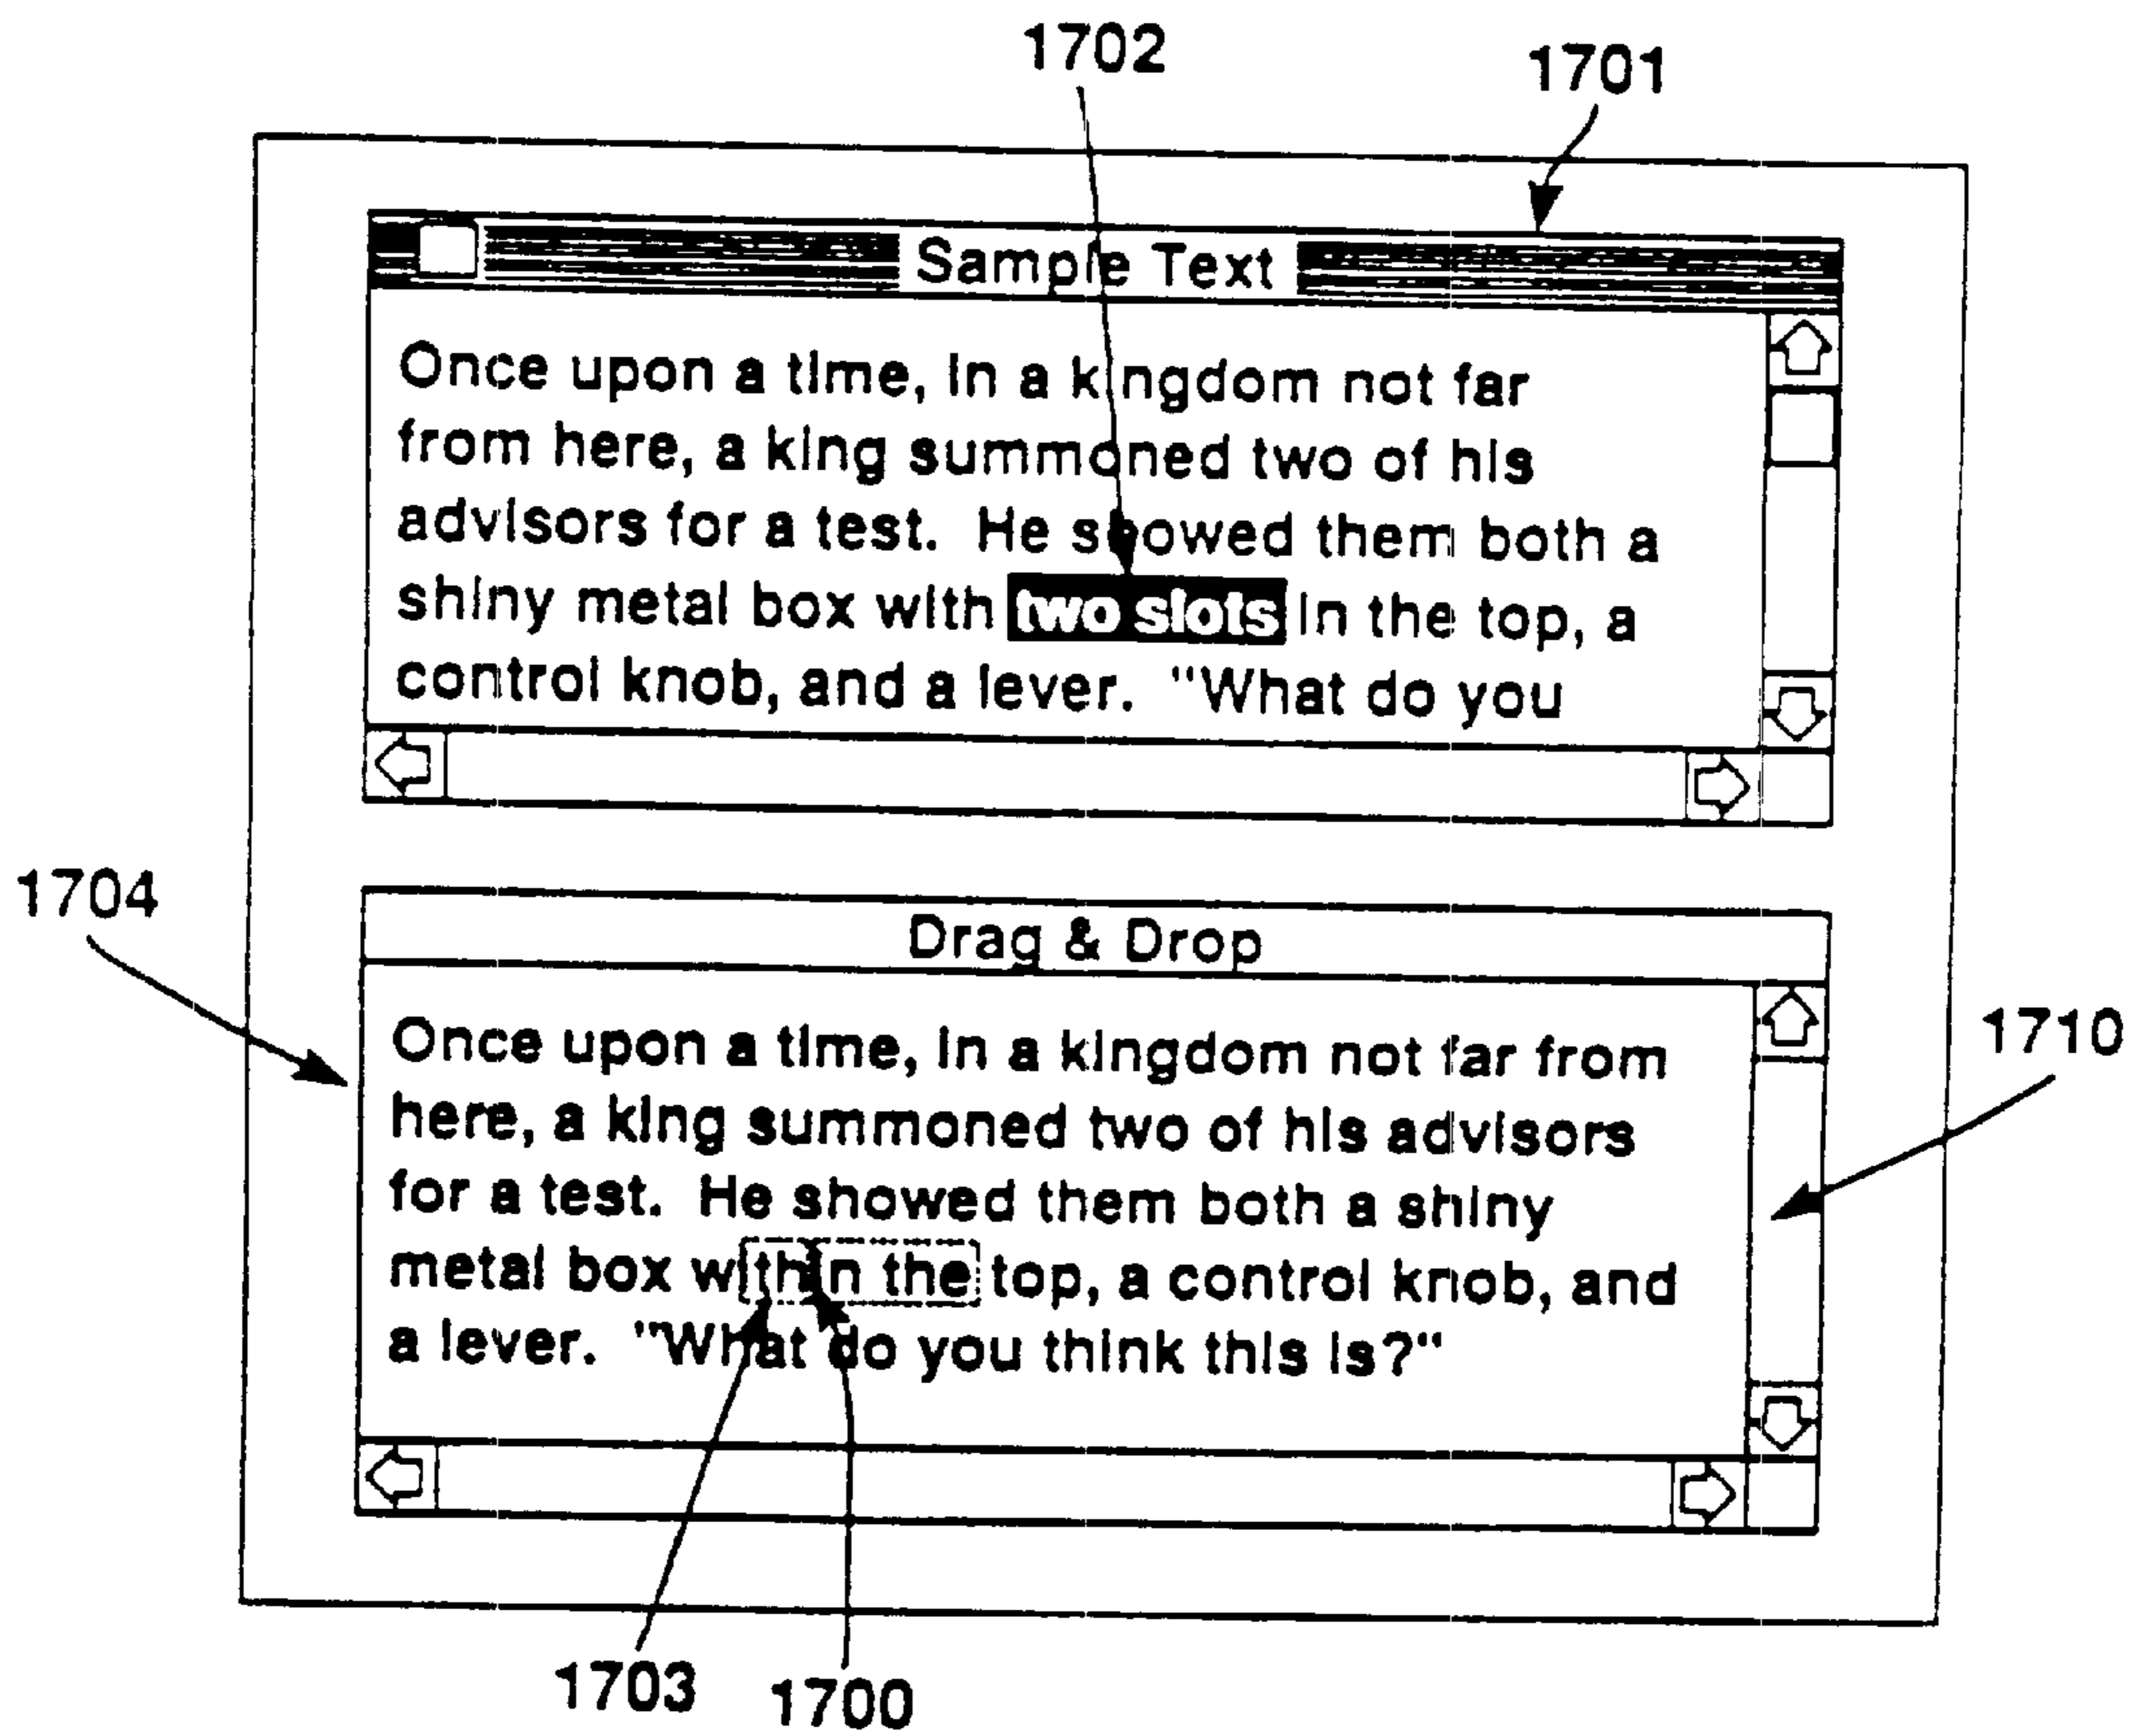 1702
1701
Sample Text
Once upon a time, in a kingdom not far
from here, a king summoned two of his
advisors for a test. He showed them both a
shiny metal box with two slots in the top, a
control knob, and a lever. "What do you
1704
Drag & Drop
1710
Once upon a time, in a kingdom not far from
here, a king summoned two of his advisors
for a test. He showed them both a shiny
metal box within the top, a control knob, and
a lever. "What do you think this is?"
1703
1700